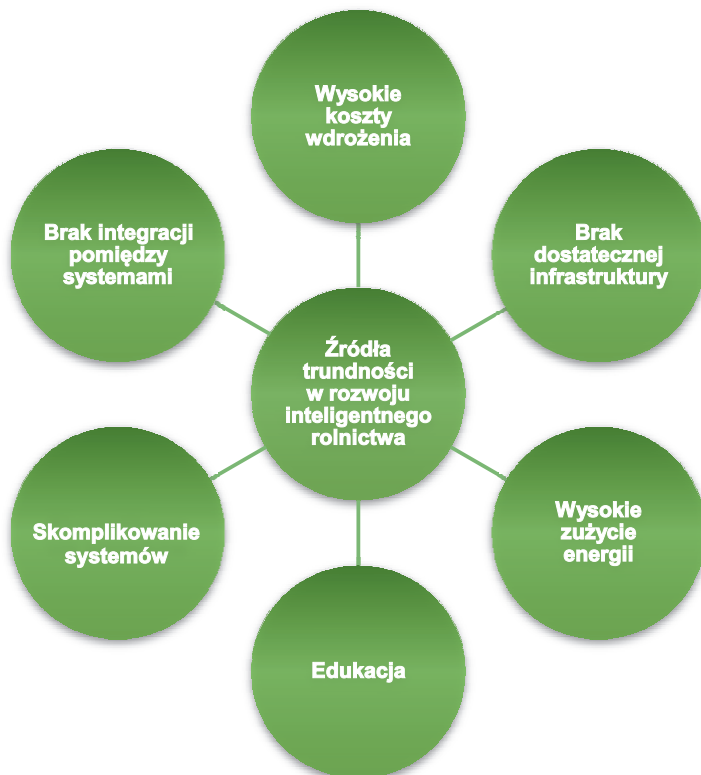 Wysokie
koszty
wdrożenia
Brak integracji
pomiędzy
systemami
Brak
dostatecznej
infrastruktury
Źródła
trundności
w rozwoju
inteligentnego
rolnictwa
Skomplikowanie
systemów
Wysokie
zużycie
energii
Edukacja